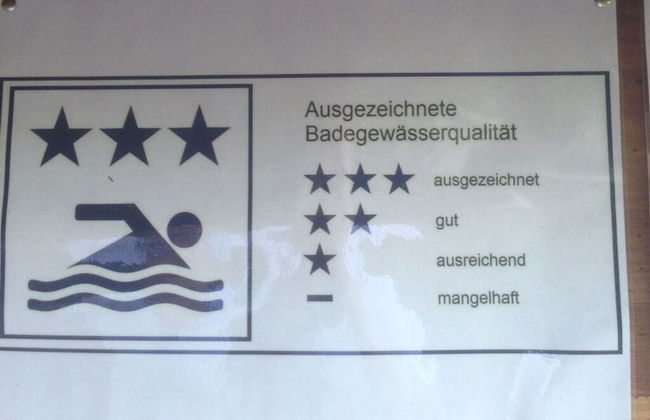 Ausgezeichnete
Badegewässerqualität
ausgezeichnet
gut
ausreichend
mangelhaft